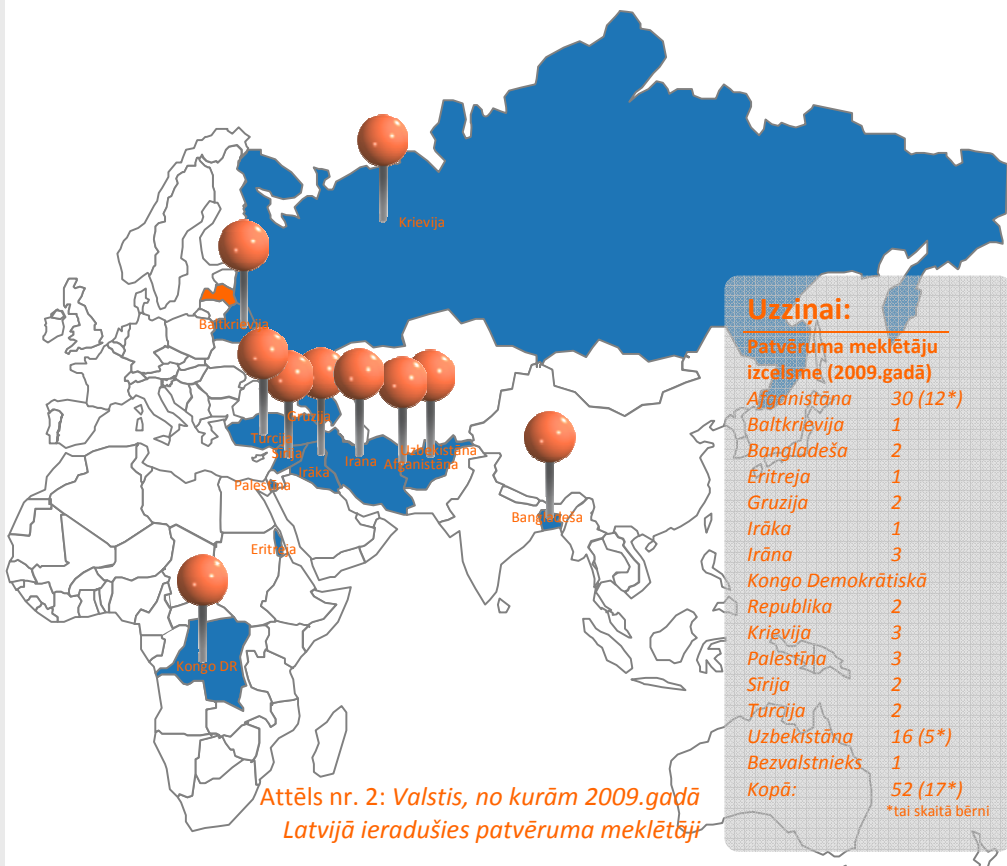 Krievija
Baltkrievija
Gruzija
Turcija
Sīrija
Irāka
Irāna
Uzbekistāna
Afganistāna
Palestīna
Bangladeša
Eritreja
Kongo DR
Uzziņai:
Patvēruma meklētāju
izcelsme (2009.gadā)
Afganistāna 30 (12*)
Baltkrievija 1
Bangladeša 2
Eritreja 1
Gruzija 2
Irāka 1
Irāna 3
Kongo Demokrātiskā
Republika 2
Krievija 3
Palestīna 3
Sīrija 2
Turcija 2
Uzbekistāna 16 (5*)
Bezvalstnieks 1
Kopā: 52 (17*)
*tai skaitā bērni
Attēls nr. 2: Valstis, no kurām 2009.gadā
Latvijā ieradušies patvēruma meklētāji